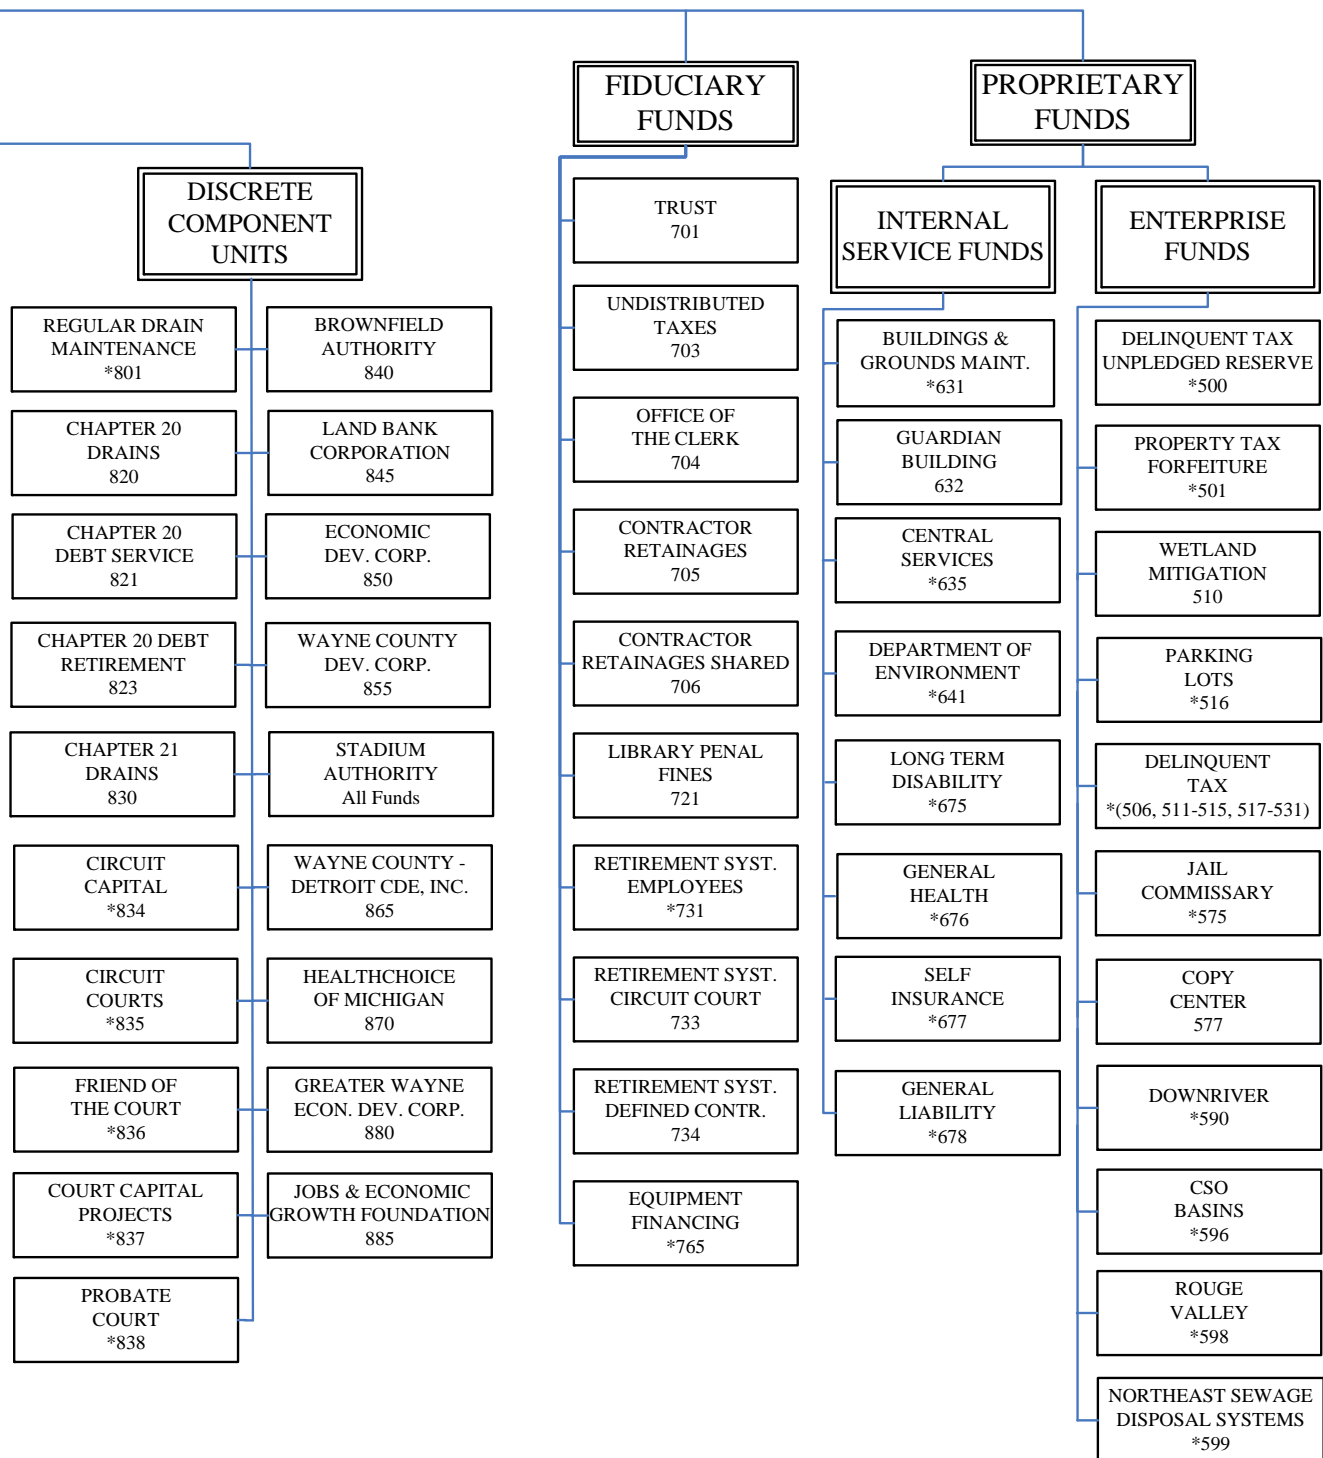 FIDUCIARY
FUNDS
PROPRIETARY
FUNDS
DISCRETE
COMPONENT
UNITS
REGULAR DRAIN
MAINTENANCE
*801
CHAPTER 20
DRAINS
820
CHAPTER 20
DEBT SERVICE
821
CHAPTER 20 DEBT
RETIREMENT
823
CHAPTER 21
DRAINS
830
CIRCUIT
CAPITAL
*834
CIRCUIT
COURTS
*835
FRIEND OF
THE COURT
*836
COURT CAPITAL
PROJECTS
*837
PROBATE
COURT
*838
BROWNFIELD
AUTHORITY
840
LAND BANK
CORPORATION
845
ECONOMIC
DEV. CORP.
850
WAYNE COUNTY
DEV. CORP.
855
STADIUM
AUTHORITY
All Funds
WAYNE COUNTY -
DETROIT CDE, INC.
865
HEALTHCHOICE
OF MICHIGAN
870
GREATER WAYNE
ECON. DEV. CORP.
880
JOBS & ECONOMIC
GROWTH FOUNDATION
885
TRUST
701
UNDISTRIBUTED
TAXES
703
OFFICE OF
THE CLERK
704
CONTRACTOR
RETAINAGES
705
CONTRACTOR
RETAINAGES SHARED
706
LIBRARY PENAL
FINES
721
RETIREMENT SYST.
EMPLOYEES
*731
RETIREMENT SYST.
CIRCUIT COURT
733
RETIREMENT SYST.
DEFINED CONTR.
734
EQUIPMENT
FINANCING
*765
INTERNAL
SERVICE FUNDS
BUILDINGS &
GROUNDS MAINT.
*631
GUARDIAN
BUILDING
632
CENTRAL
SERVICES
*635
DEPARTMENT OF
ENVIRONMENT
*641
LONG TERM
DISABILITY
*675
GENERAL
HEALTH
*676
SELF
INSURANCE
*677
GENERAL
LIABILITY
*678
ENTERPRISE
FUNDS
DELINQUENT TAX
UNPLEDGED RESERVE
*500
PROPERTY TAX
FORFEITURE
*501
WETLAND
MITIGATION
510
PARKING
LOTS
*516
DELINQUENT
TAX
*(506, 511-515, 517-531)
JAIL
COMMISSARY
*575
COPY
CENTER
577
DOWNRIVER
*590
CSO
BASINS
*596
ROUGE
VALLEY
*598
NORTHEAST SEWAGE
DISPOSAL SYSTEMS
*599